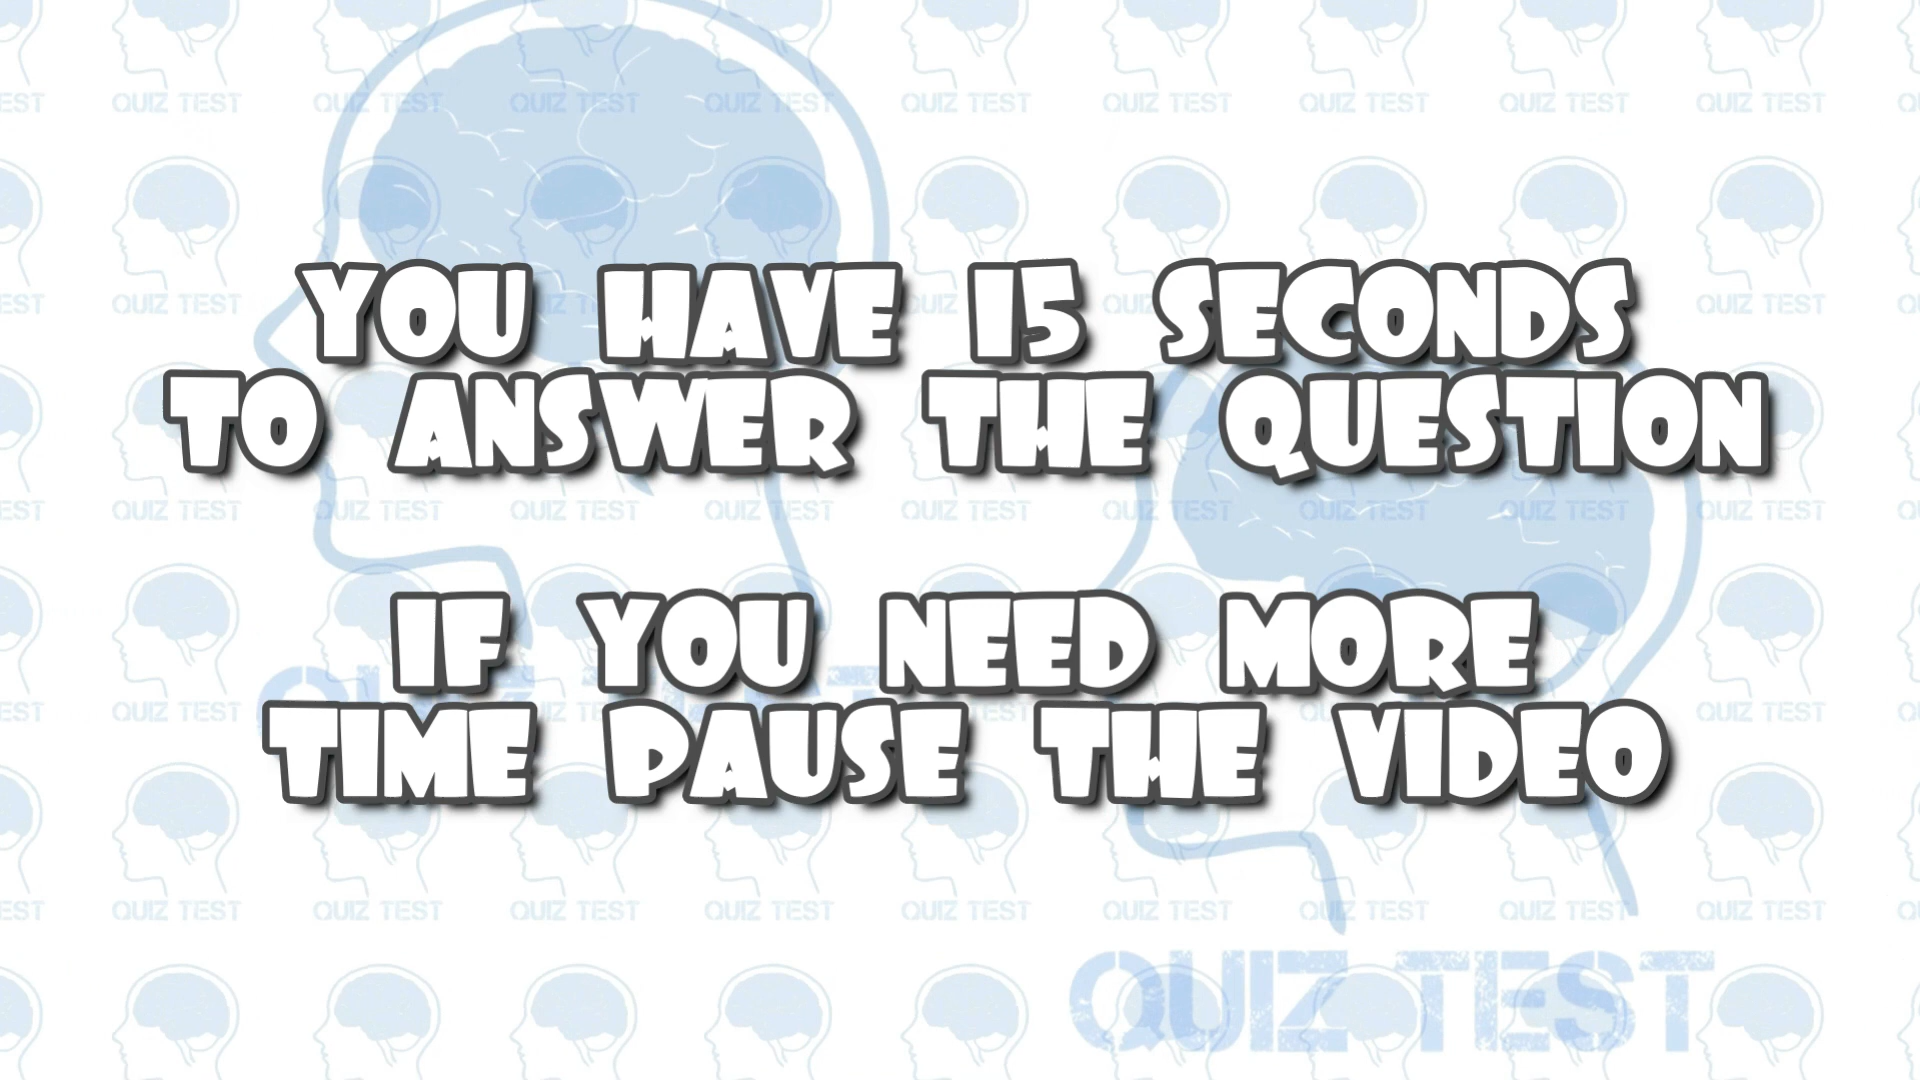 YOU HAVE 15 SECONDS
TO ANSWER THE QUESTION
IF YOU NEED MORE
TIME PAUSE THE VIDEO
QUIZ TEST